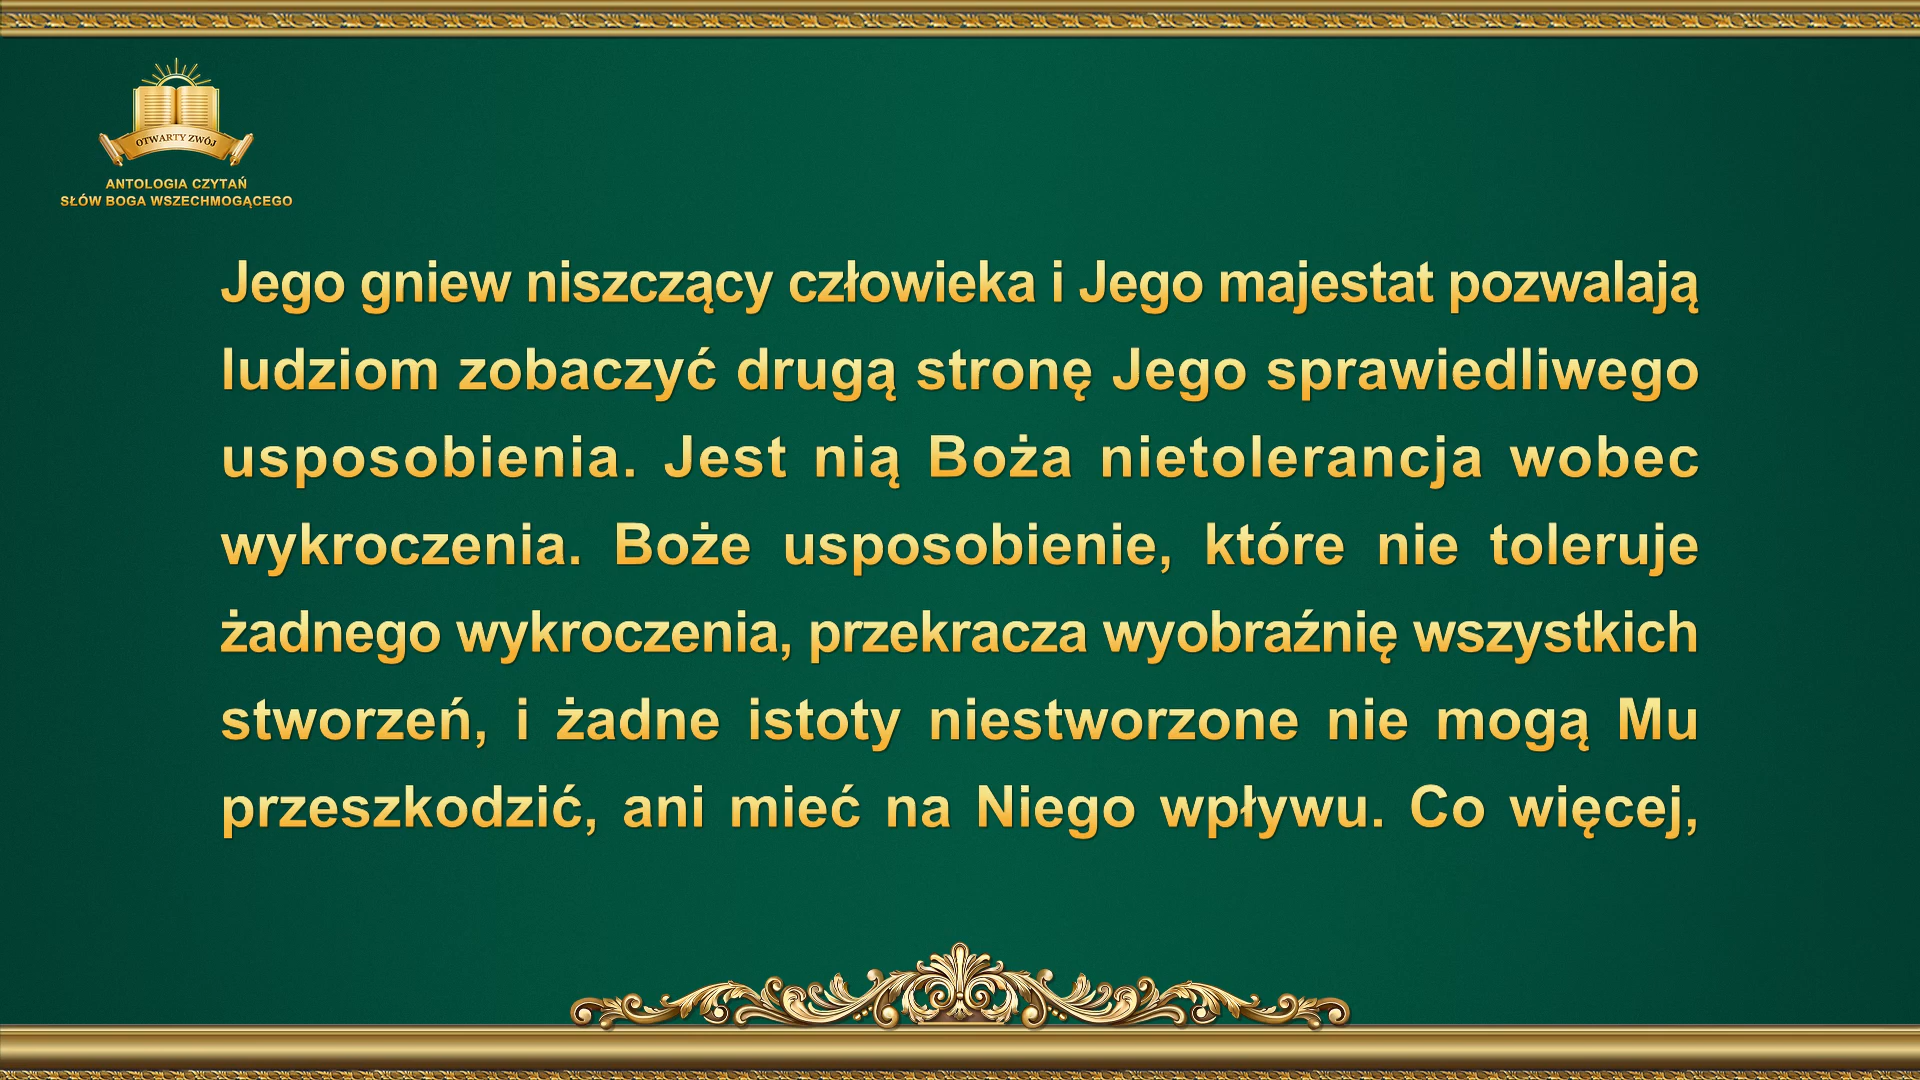 OTWARTY ZWÓJ
ANTOLOGIA CZYTAŃ
SŁÓW BOGA WSZECHMOGĄCEGO
Jego gniew niszczący człowieka i Jego majestat pozwalają
ludziom zobaczyć drugą stronę Jego sprawiedliwego
usposobienia. Jest nią Boża nietolerancja wobec
wykroczenia. Boże usposobienie, które nie toleruje
żadnego wykroczenia, przekracza wyobraźnię wszystkich
stworzeń, i żadne istoty niestworzone nie mogą Mu
przeszkodzić, ani mieć na Niego wpływu. Co więcej,